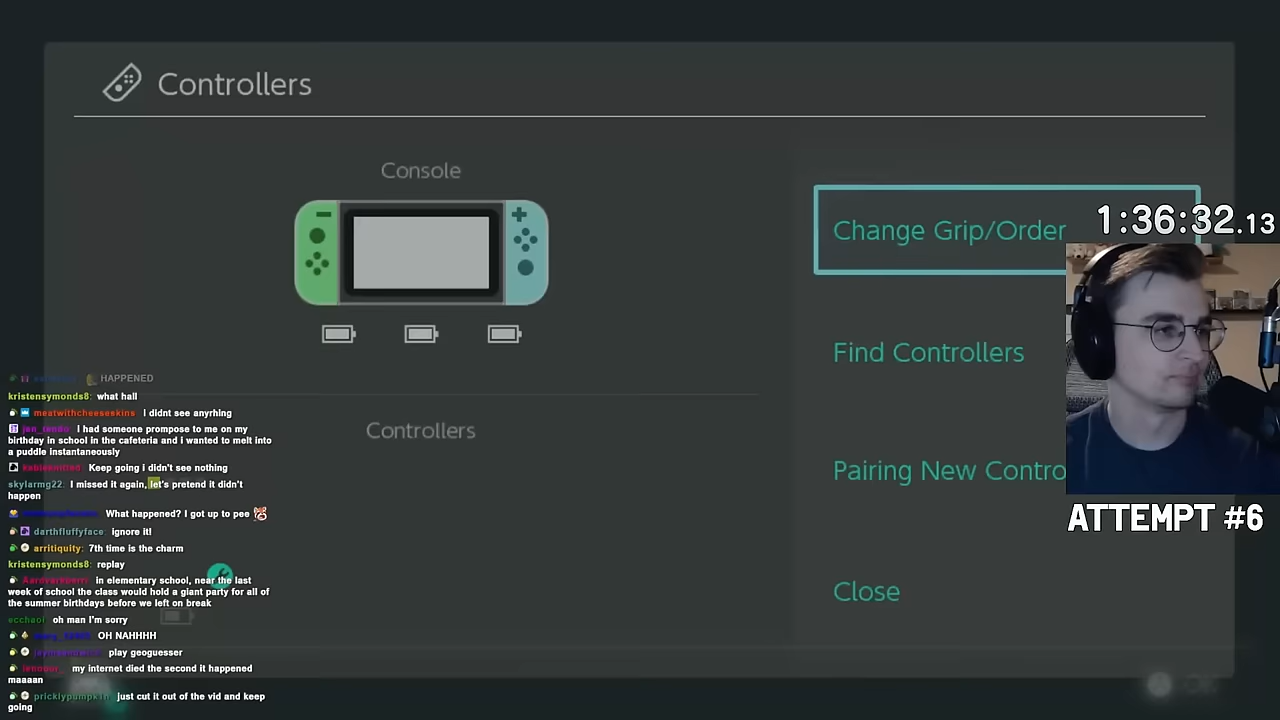 Controllers
Console
Change Grip/Order
1:36:32.13
Find Controllers
Controllers
Pairing New Contro
ATTEMPT #6
Close
HAPPENED
kristensymonds8: what hall
meatwithcheeseekins I didnt see anyrhing
jen_tendo I had someone prompose to me on my
birthday in school in the cafeteria and i wanted to melt into
a puddle instantaneously
Keep going i didn't see nothing
skylarmg22: I missed it again, let's pretend it didn't
happen
What happened? I got up to pee
darthfluffyface: ignore it!
arritiquity: 7th time is the charm
kristensymonds8: replay
in elementary school, near the last
week of school the class would hold a giant party for all of
the summer birthdays before we left on break
ecchaol: oh man I'm sorry
OH NAHHHH
play geoguesser
my internet died the second it happened
maaaan
pricklypumpk1n just cut it out of the vid and keep
going